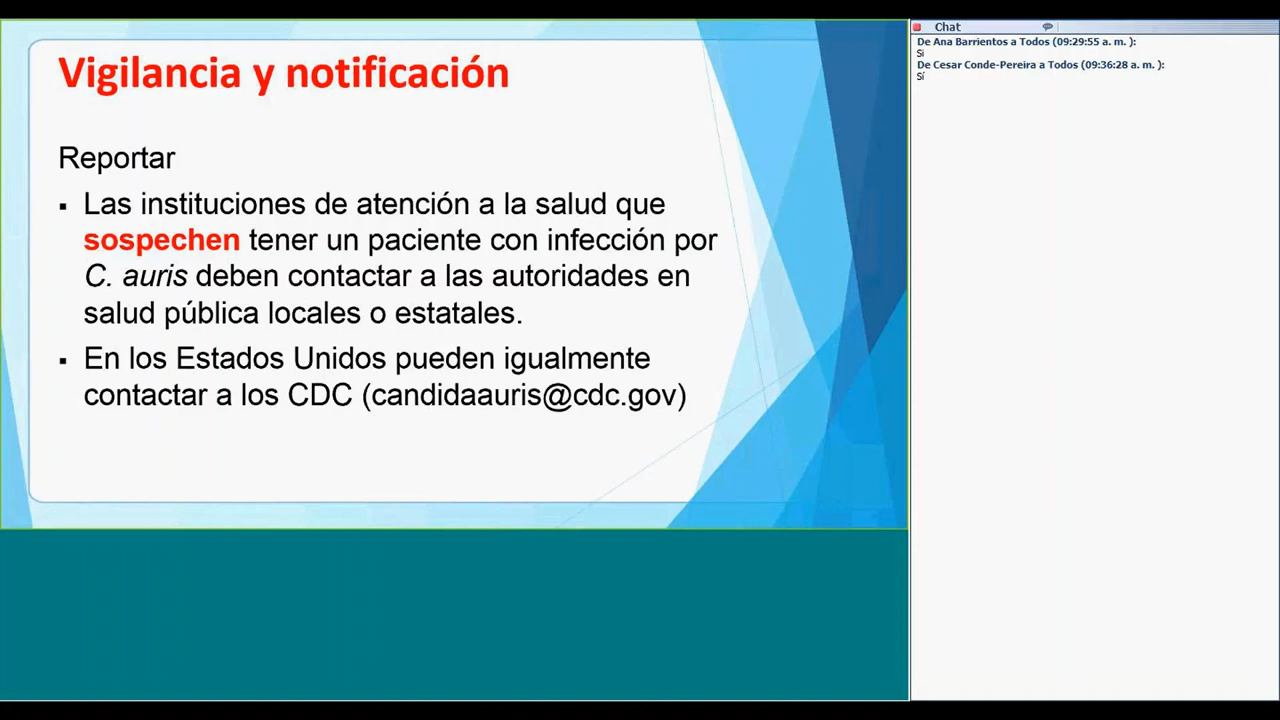 Vigilancia y notificación
Reportar
▪ Las instituciones de atención a la salud que
sospechen tener un paciente con infección por
C. auris deben contactar a las autoridades en
salud pública locales o estatales.
▪ En los Estados Unidos pueden igualmente
contactar a los CDC (candidaauris@cdc.gov)
Chat
De Ana Barrientos a Todos (09:29:55 a. m. ):
Si
De Cesar Conde-Pereira a Todos (09:36:28 a. m. ):
Sí